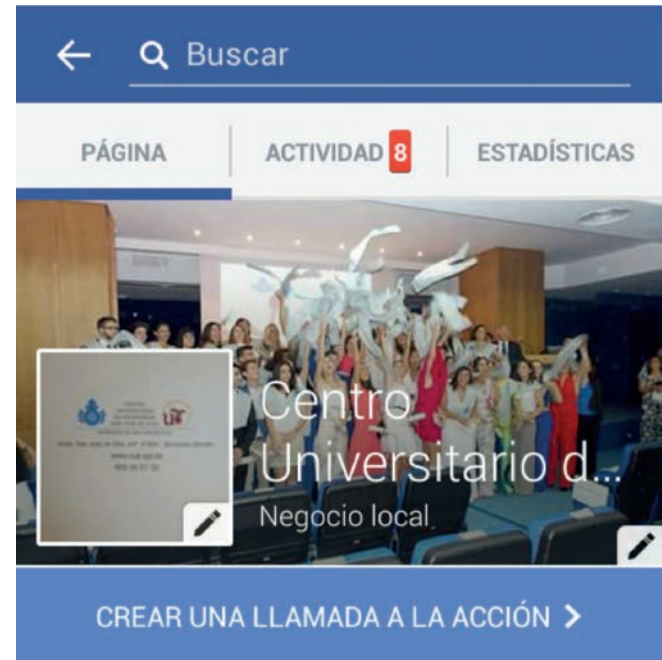 Buscar
PÁGINA
ACTIVIDAD 8
ESTADÍSTICAS
Centro
Universitario d...
Negocio local
CREAR UNA LLAMADA A LA ACCIÓN